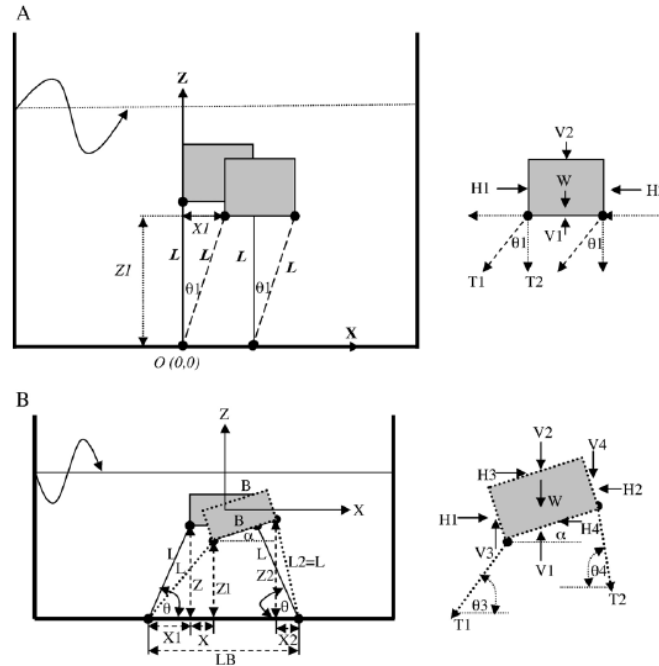 A
Z
X1
Z1
L
L
L
L
θ1
θ1
X
O (0,0)
V2
H1
W
V1
θ1
θ1
T1
T2
B
Z
B
X
B
α
L
L
L
L2=L
Z
Z1
Z2
θ
θ
X1
X
X2
LB
V2
V4
H3
H1
W
H2
H4
V3
V1
α
θ3
θ4
T1
T2